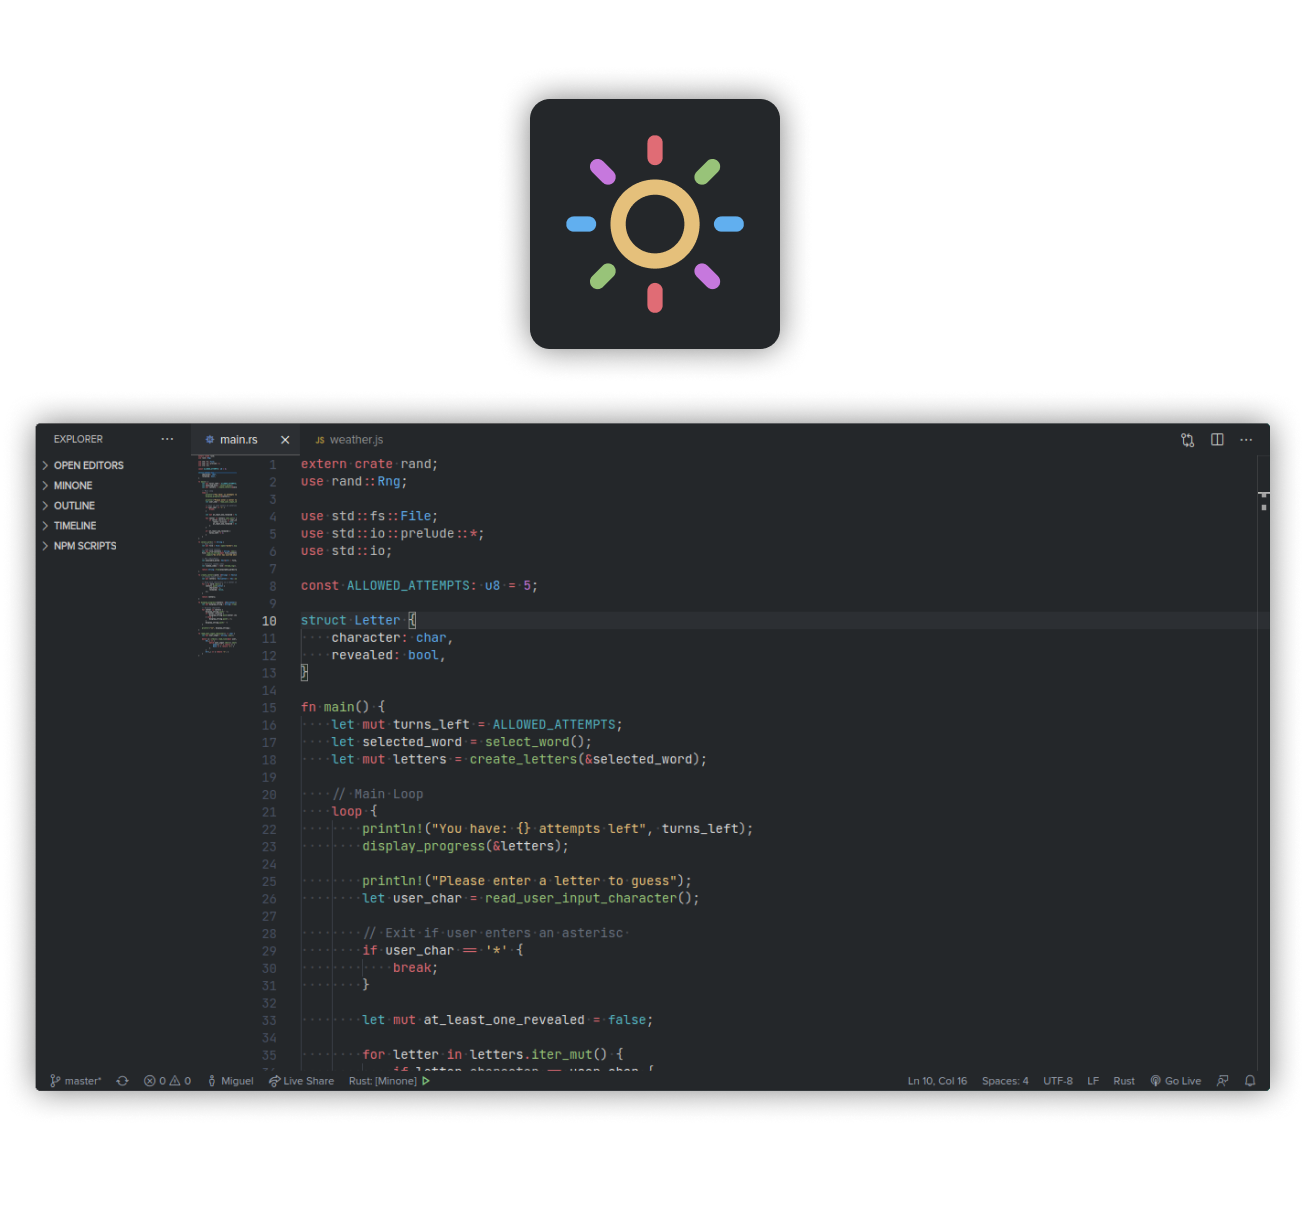 EXPLORER ··· main.rs × JS weather.js ···
OPEN EDITORS
MINONE
OUTLINE
TIMELINE
NPM SCRIPTS
1 extern·crate·rand;
2 use·rand::Rng;
3
4 use·std::fs::File;
5 use·std::io::prelude::*;
6 use·std::io;
7
8 const·ALLOWED_ATTEMPTS:·u8·=·5;
9
10 struct·Letter·{
11 ····character:·char,
12 ····revealed:·bool,
13 }
14
15 fn·main()·{
16 ····let·mut·turns_left·=·ALLOWED_ATTEMPTS;
17 ····let·selected_word·=·select_word();
18 ····let·mut·letters·=·create_letters(&selected_word);
19
20 ····//·Main·Loop
21 ····loop·{
22 ········println!("You·have:·{}·attempts·left",·turns_left);
23 ········display_progress(&letters);
24
25 ········println!("Please·enter·a·letter·to·guess");
26 ········let·user_char·=·read_user_input_character();
27
28 ········//·Exit·if·user·enters·an·asterisc·
29 ········if·user_char·==·'*'·{
30 ············break;
31 ········}
32
33 ········let·mut·at_least_one_revealed·=·false;
34
35 ········for·letter·in·letters.iter_mut()·{
master* 0 0 Miguel Live Share Rust: [Minone] Ln 10, Col 16 Spaces: 4 UTF-8 LF Rust Go Live